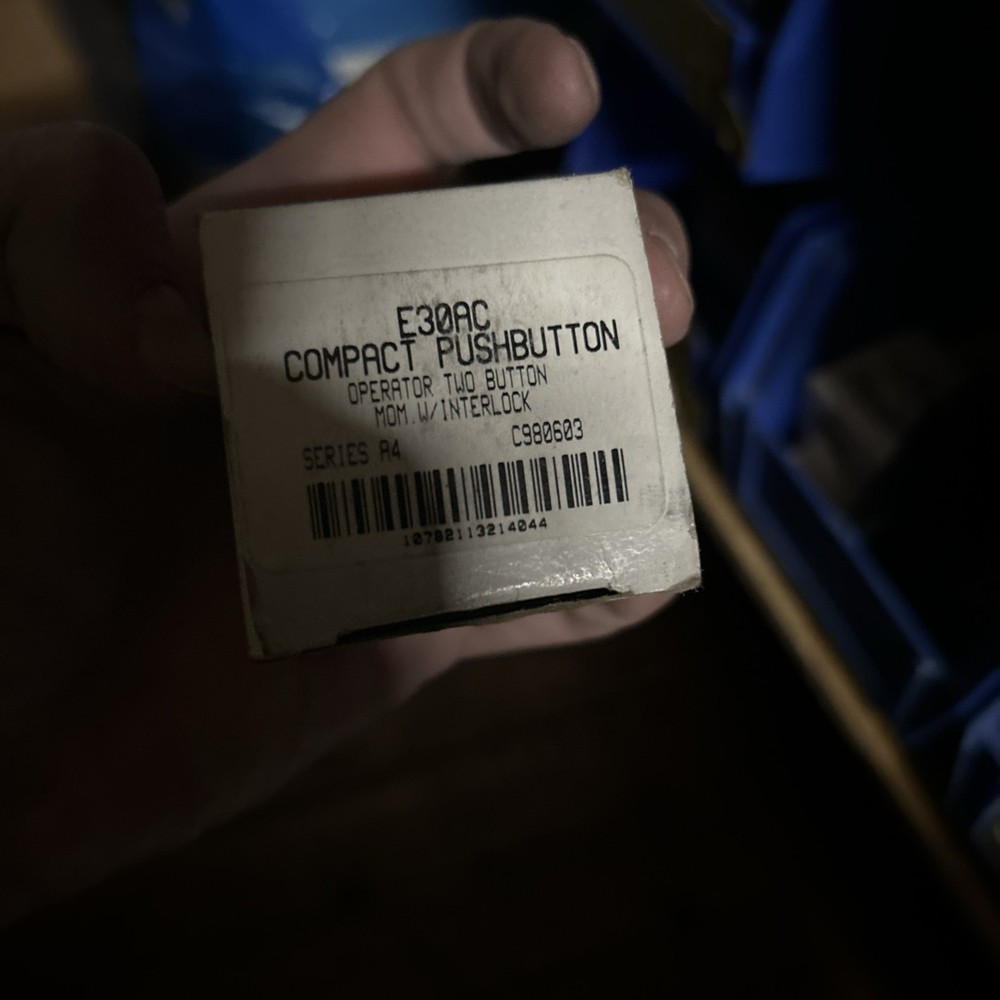 E30AC
COMPACT PUSHBUTTON
OPERATOR TWO BUTTON
MOM.W/INTERLOCK
C980603
SERIES A4
10782113214044